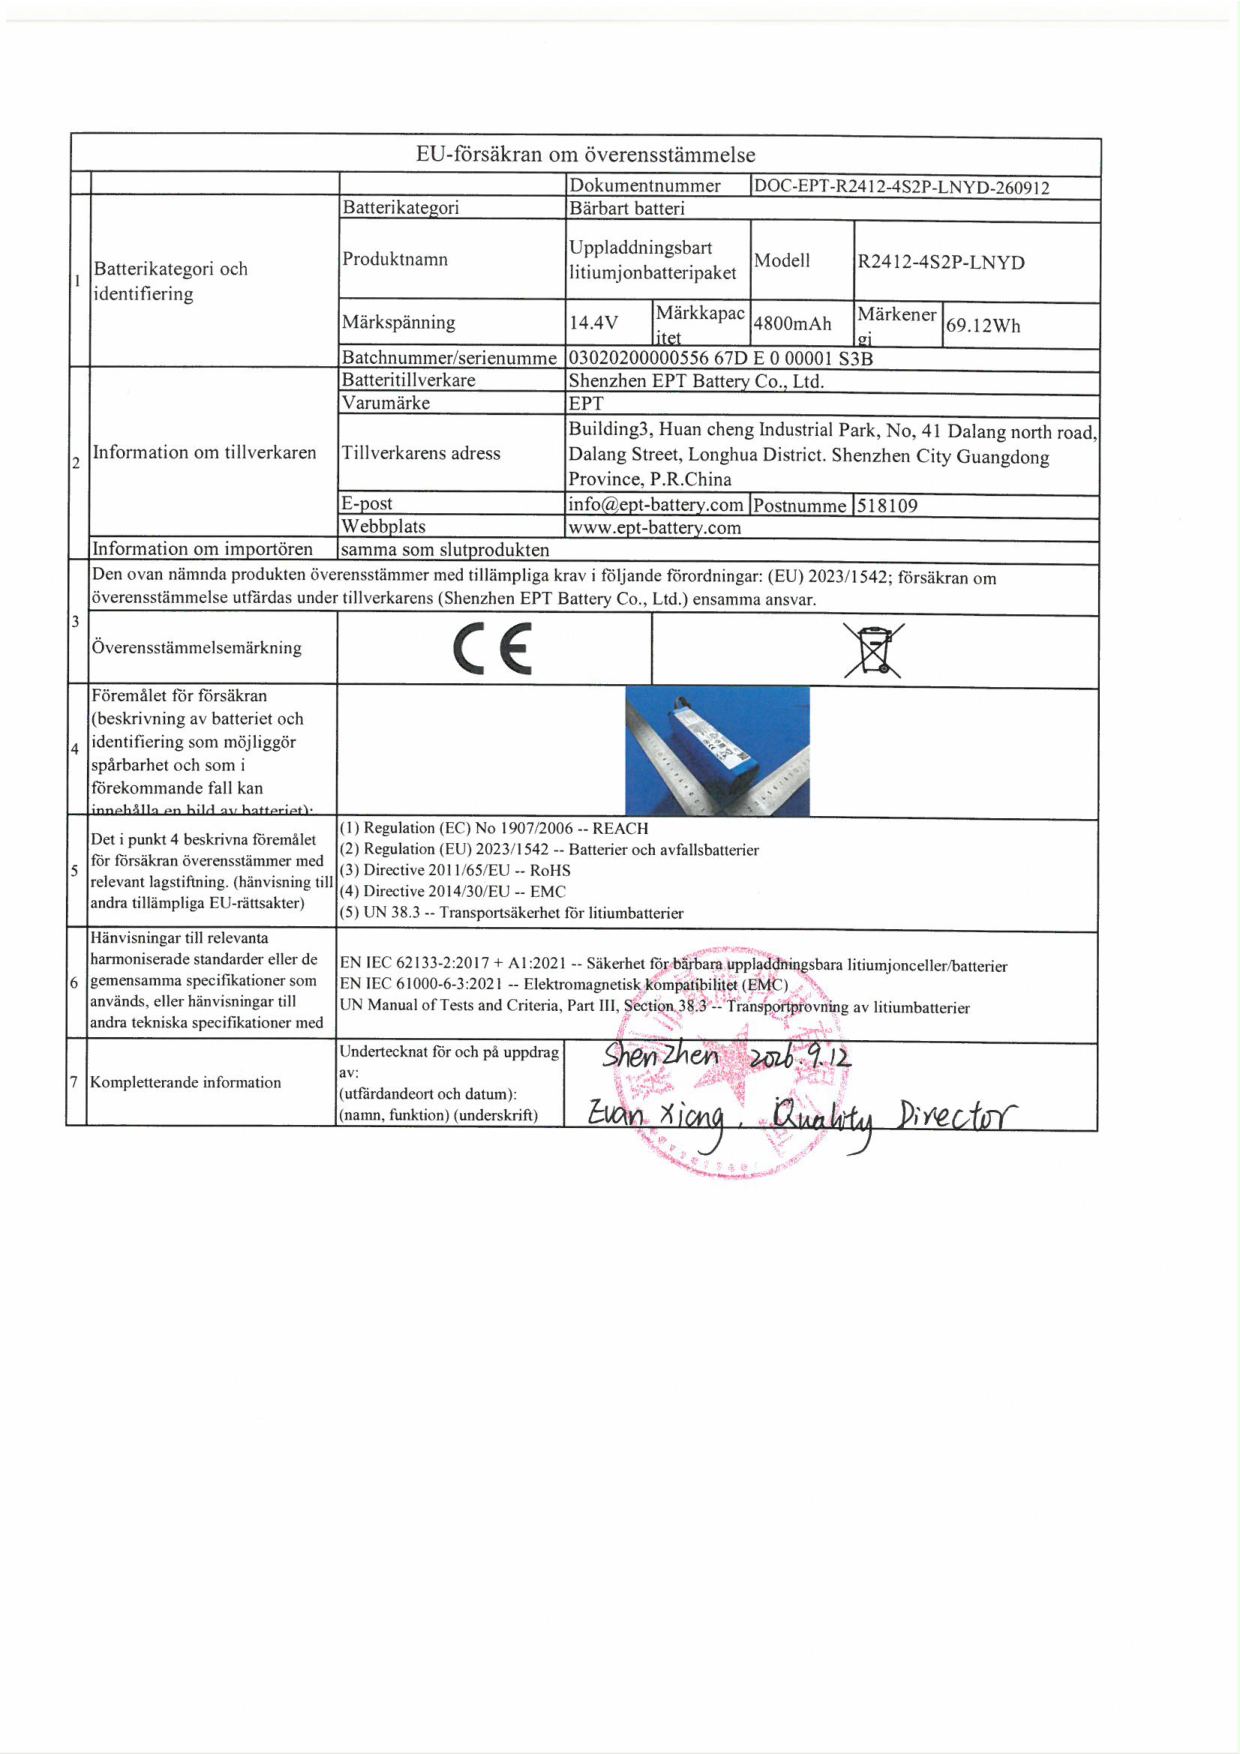 EU-försäkran om överensstämmelse
Dokumentnummer DOC-EPT-R2412-4S2P-LNYD-260912
1 Batterikategori och identifiering
Batterikategori Bärbart batteri
Produktnamn Uppladdningsbart litiumjonbatteripaket Modell R2412-4S2P-LNYD
Märkspänning 14.4V Märkkapacitet 4800mAh Märkenergi 69.12Wh
Batchnummer/serienumme 03020200000556 67D E 0 00001 S3B
2 Information om tillverkaren
Batteritillverkare Shenzhen EPT Battery Co., Ltd.
Varumärke EPT
Tillverkarens adress
Building3, Huan cheng Industrial Park, No, 41 Dalang north road,
Dalang Street, Longhua District. Shenzhen City Guangdong
Province, P.R.China
E-post info@ept-battery.com Postnumme 518109
Webbplats www.ept-battery.com
Information om importören samma som slutprodukten
3
Den ovan nämnda produkten överensstämmer med tillämpliga krav i följande förordningar: (EU) 2023/1542; försäkran om
överensstämmelse utfärdas under tillverkarens (Shenzhen EPT Battery Co., Ltd.) ensamma ansvar.
Överensstämmelsemärkning CE
4
Föremålet för försäkran
(beskrivning av batteriet och
identifiering som möjliggör
spårbarhet och som i
förekommande fall kan
innehålla en bild av batteriet):
5
Det i punkt 4 beskrivna föremålet
för försäkran överensstämmer med
relevant lagstiftning. (hänvisning till
andra tillämpliga EU-rättsakter)
(1) Regulation (EC) No 1907/2006 -- REACH
(2) Regulation (EU) 2023/1542 -- Batterier och avfallsbatterier
(3) Directive 2011/65/EU -- RoHS
(4) Directive 2014/30/EU -- EMC
(5) UN 38.3 -- Transportsäkerhet för litiumbatterier
6
Hänvisningar till relevanta
harmoniserade standarder eller de
gemensamma specifikationer som
används, eller hänvisningar till
andra tekniska specifikationer med
EN IEC 62133-2:2017 + A1:2021 -- Säkerhet för bärbara uppladdningsbara litiumjonceller/batterier
EN IEC 61000-6-3:2021 -- Elektromagnetisk kompatibilitet (EMC)
UN Manual of Tests and Criteria, Part III, Section 38.3 -- Transportprovning av litiumbatterier
7 Kompletterande information
Undertecknat för och på uppdrag
av:
(utfärdandeort och datum):
(namn, funktion) (underskrift)
ShenZhen 2026.9.12
Evan Xiong, Quality Director